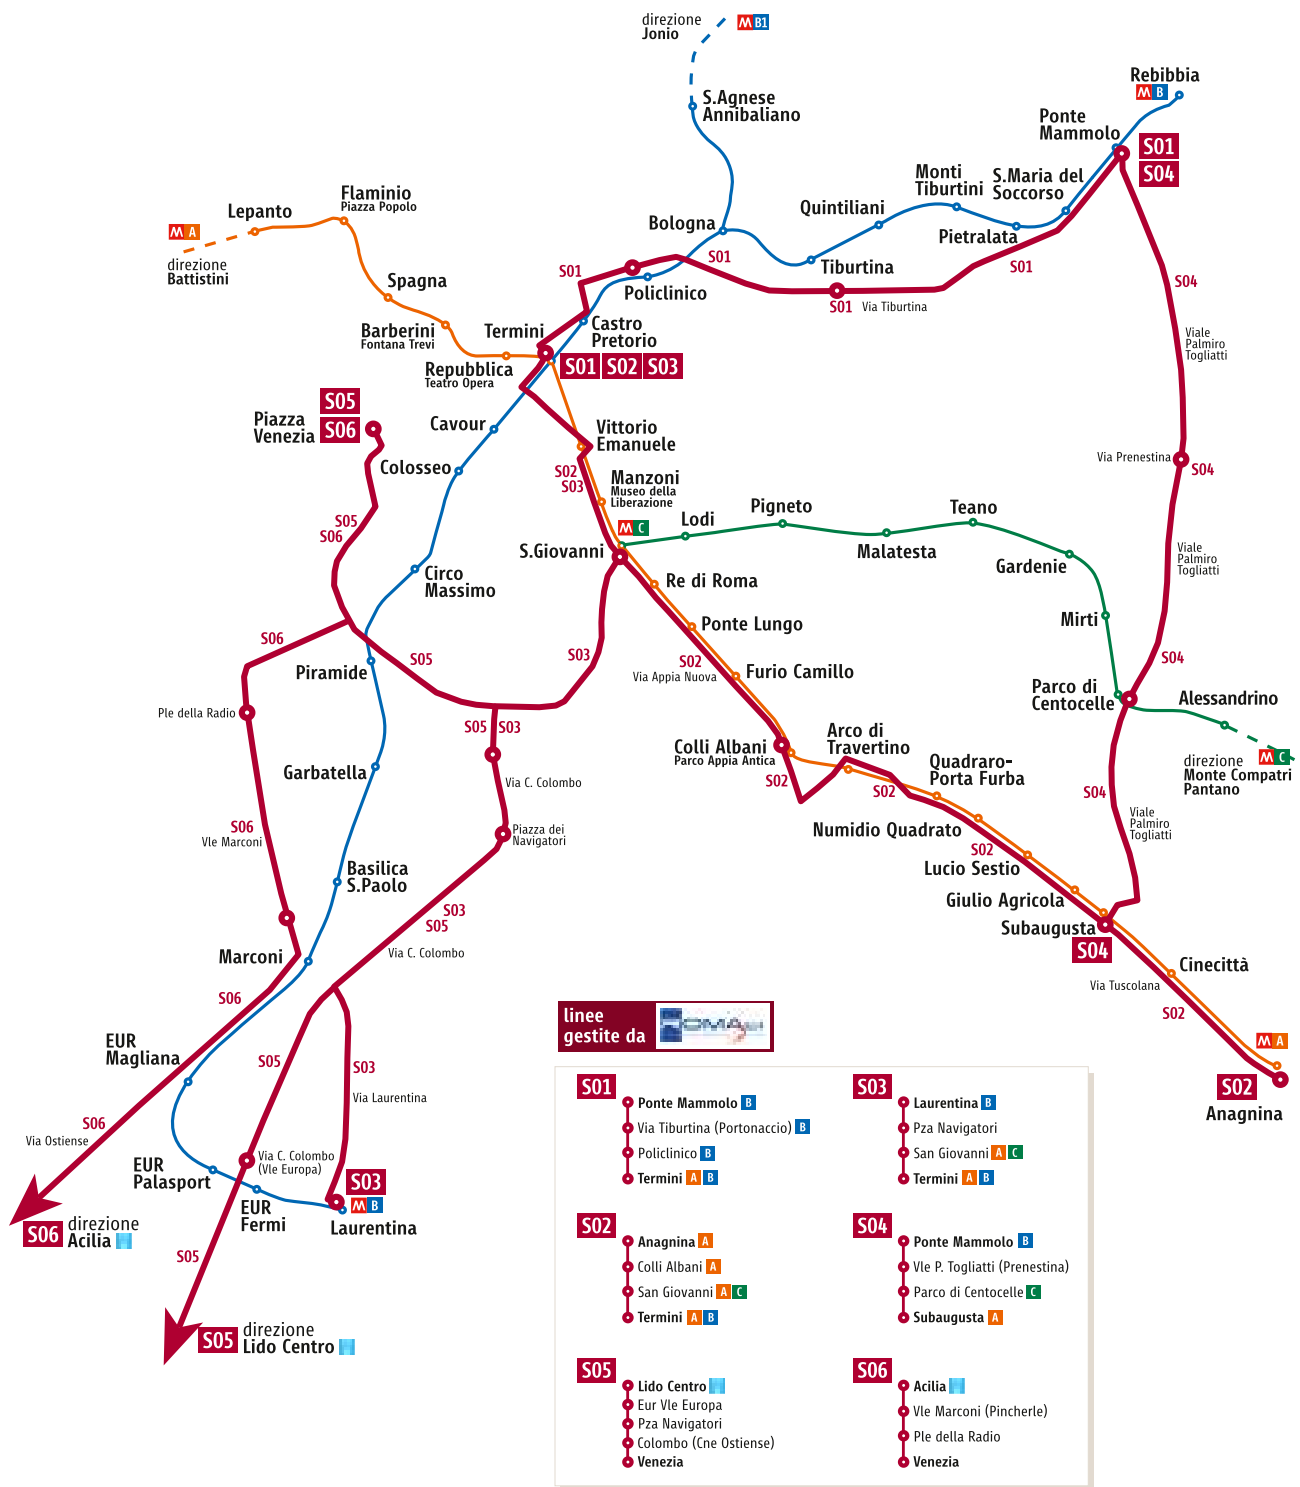 direzione
Jonio
M B1
S.Agnese
Annibaliano
Rebibbia
M B
Ponte
Mammolo
S01
S04
Monti
Tiburtini
S.Maria del
Soccorso
Flaminio
Piazza Popolo
Lepanto
M A
direzione
Battistini
Bologna
Quintiliani
Pietralata
Tiburtina
S01
S01
S01
S01
Via Tiburtina
S04
Policlinico
Spagna
Barberini
Fontana Trevi
Termini
Castro
Pretorio
Repubblica
Teatro Opera
S01 S02 S03
Viale
Palmiro
Togliatti
S05
S06
Piazza
Venezia
Cavour
Colosseo
Vittorio
Emanuele
S02
S03
Manzoni
Museo della
Liberazione
Via Prenestina
S04
S05
S06
M C
Lodi
Pigneto
Malatesta
Teano
Gardenie
Viale
Palmiro
Togliatti
S.Giovanni
Circo
Massimo
Re di Roma
Mirti
Ponte Lungo
S06
S05
S03
S02
Via Appia Nuova
Furio Camillo
S04
Piramide
Parco di
Centocelle
Alessandrino
Ple della Radio
S05 S03
Colli Albani
Parco Appia Antica
Arco di
Travertino
Quadraro-
Porta Furba
M C
direzione
Monte Compatri
Pantano
Garbatella
Via C. Colombo
S02
S02
S04
Viale
Palmiro
Togliatti
S06
Vle Marconi
Piazza dei
Navigatori
Numidio Quadrato
S02
Lucio Sestio
Basilica
S.Paolo
Giulio Agricola
S03
S05
Subaugusta
S04
Via C. Colombo
Marconi
Cinecittà
Via Tuscolana
S06
S02
EUR
Magliana
S05
S03
Via Laurentina
M A
S02
Anagnina
S06
Via Ostiense
Via C. Colombo
(Vle Europa)
EUR
Palasport
S03
M B
EUR
Fermi
Laurentina
S06
direzione
Acilia
S05
S05
direzione
Lido Centro
linee
gestite da
S01
Ponte Mammolo B
Via Tiburtina (Portonaccio) B
Policlinico B
Termini A B
S03
Laurentina B
Pza Navigatori
San Giovanni A C
Termini A B
S02
Anagnina A
Colli Albani A
San Giovanni A C
Termini A B
S04
Ponte Mammolo B
Vle P. Togliatti (Prenestina)
Parco di Centocelle C
Subaugusta A
S05
Lido Centro
Eur Vle Europa
Pza Navigatori
Colombo (Cne Ostiense)
Venezia
S06
Acilia
Vle Marconi (Pincherle)
Ple della Radio
Venezia